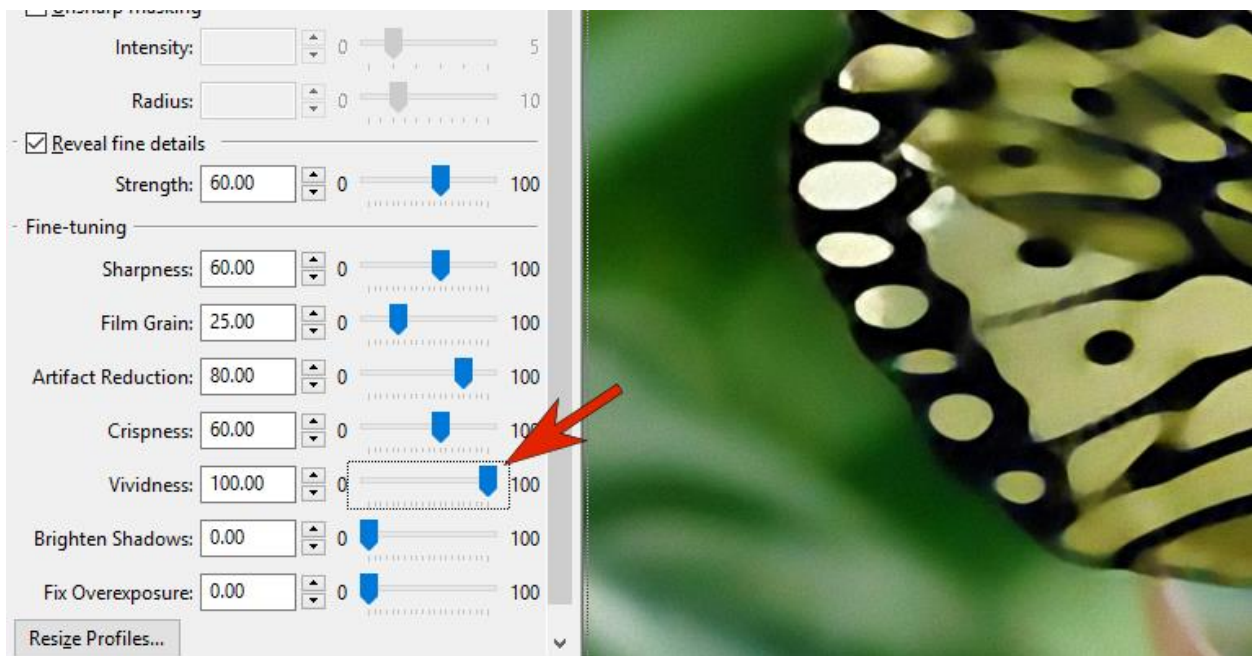 Unsharp masking
Intensity: 0 5
Radius: 0 10
Reveal fine details
Strength: 60.00 0 100
Fine-tuning
Sharpness: 60.00 0 100
Film Grain: 25.00 0 100
Artifact Reduction: 80.00 0 100
Crispness: 60.00 0 100
Vividness: 100.00 0 100
Brighten Shadows: 0.00 0 100
Fix Overexposure: 0.00 0 100
Resize Profiles...